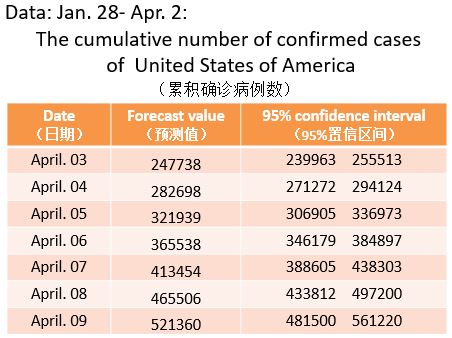 Data: Jan. 28- Apr. 2:
The cumulative number of confirmed cases
of United States of America
（累积确诊病例数）
Date Forecast value 95% confidence interval
（日期） （预测值） （95%置信区间）
April. 03 247738 239963 255513
April. 04 282698 271272 294124
April. 05 321939 306905 336973
April. 06 365538 346179 384897
April. 07 413454 388605 438303
April. 08 465506 433812 497200
April. 09 521360 481500 561220